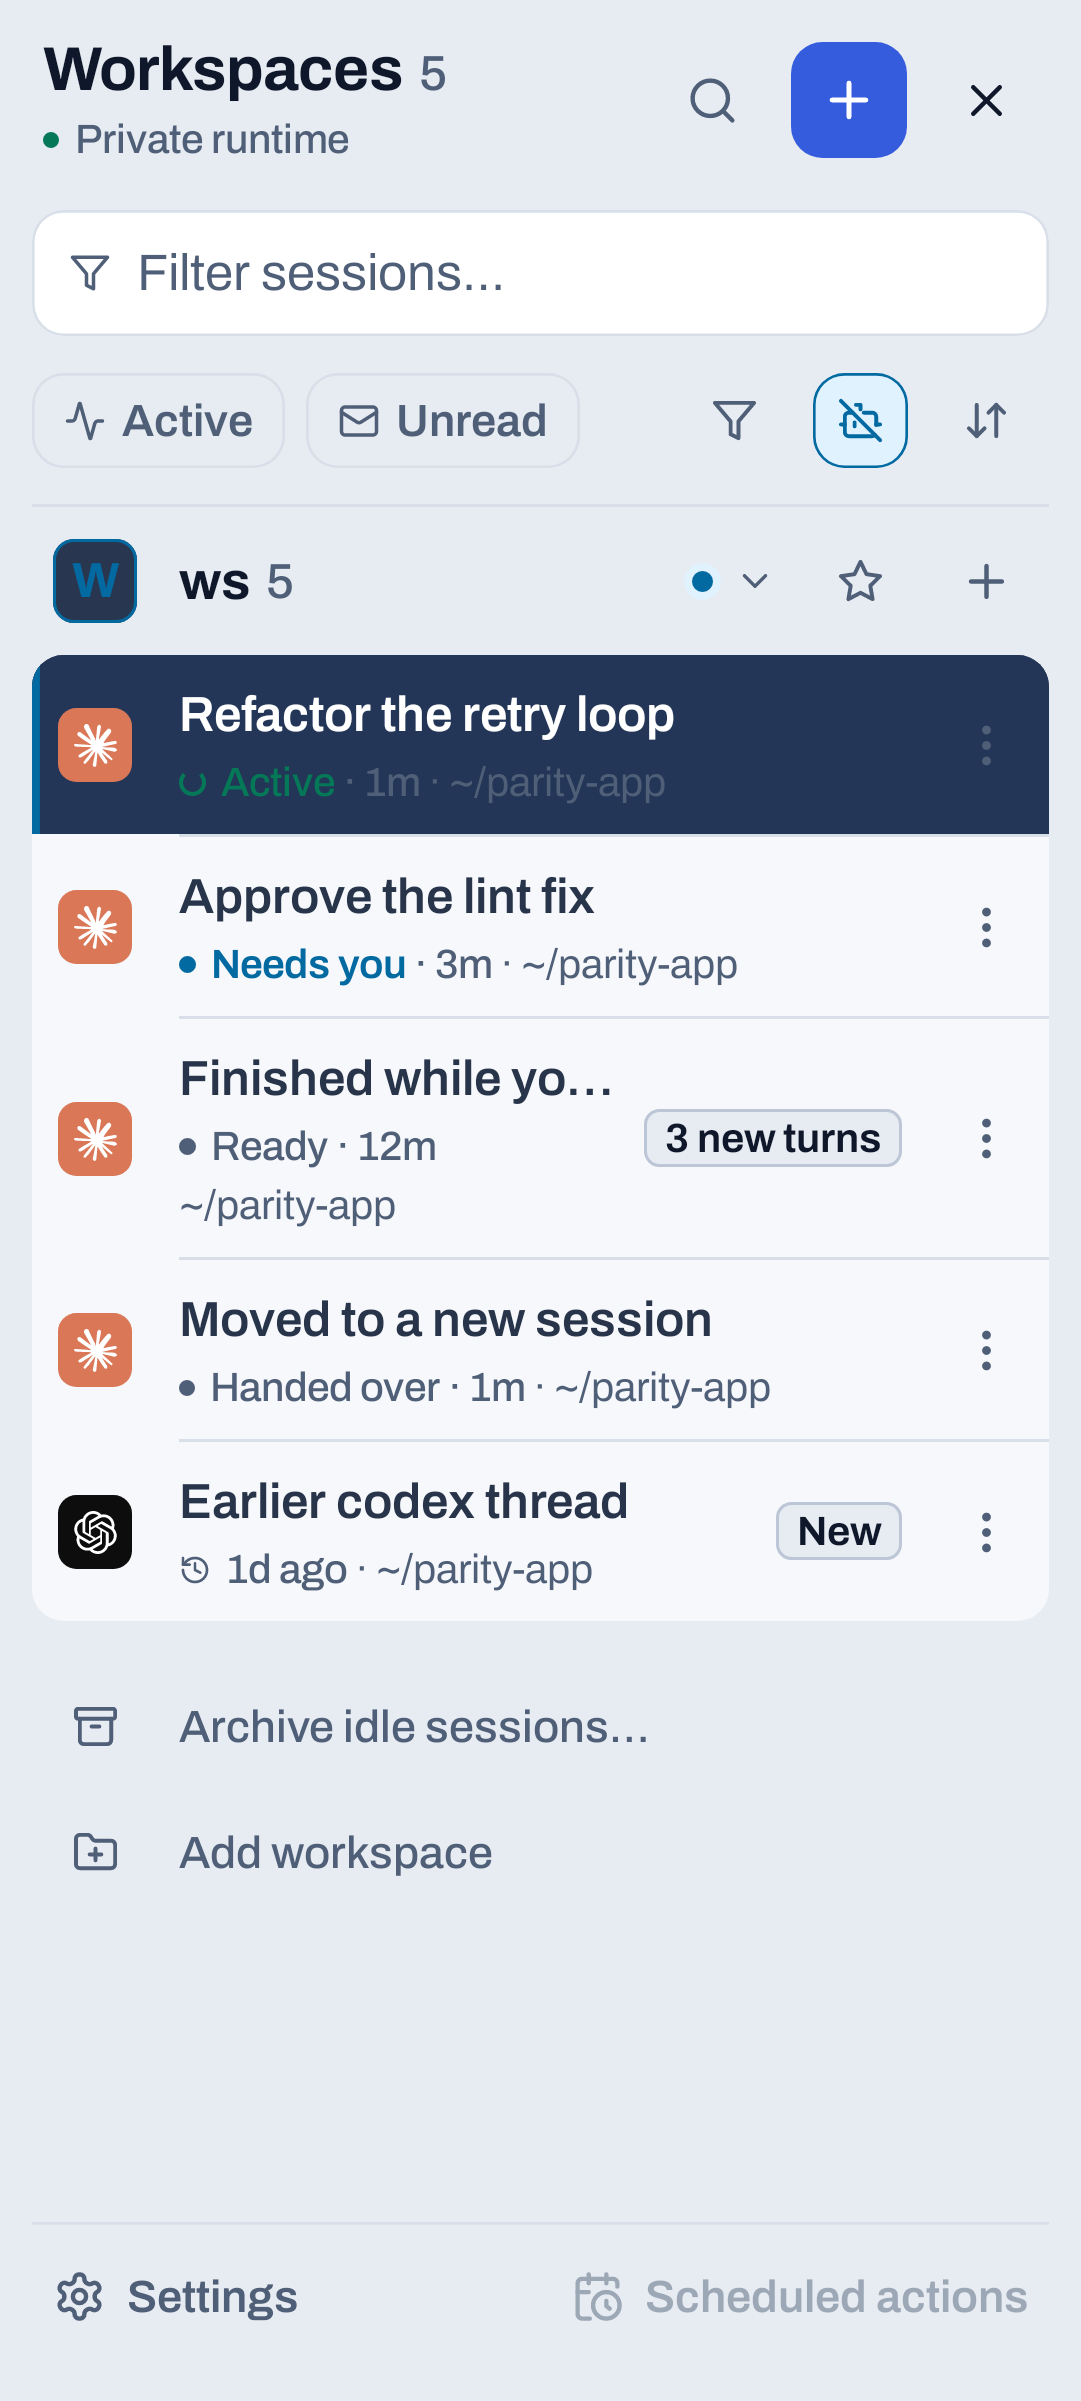 Workspaces 5
Private runtime
Filter sessions...
Active
Unread
W
ws 5
Refactor the retry loop
Active · 1m · ~/parity-app
Approve the lint fix
Needs you · 3m · ~/parity-app
Finished while yo...
Ready · 12m
~/parity-app
3 new turns
Moved to a new session
Handed over · 1m · ~/parity-app
Earlier codex thread
1d ago · ~/parity-app
New
Archive idle sessions...
Add workspace
Settings
Scheduled actions